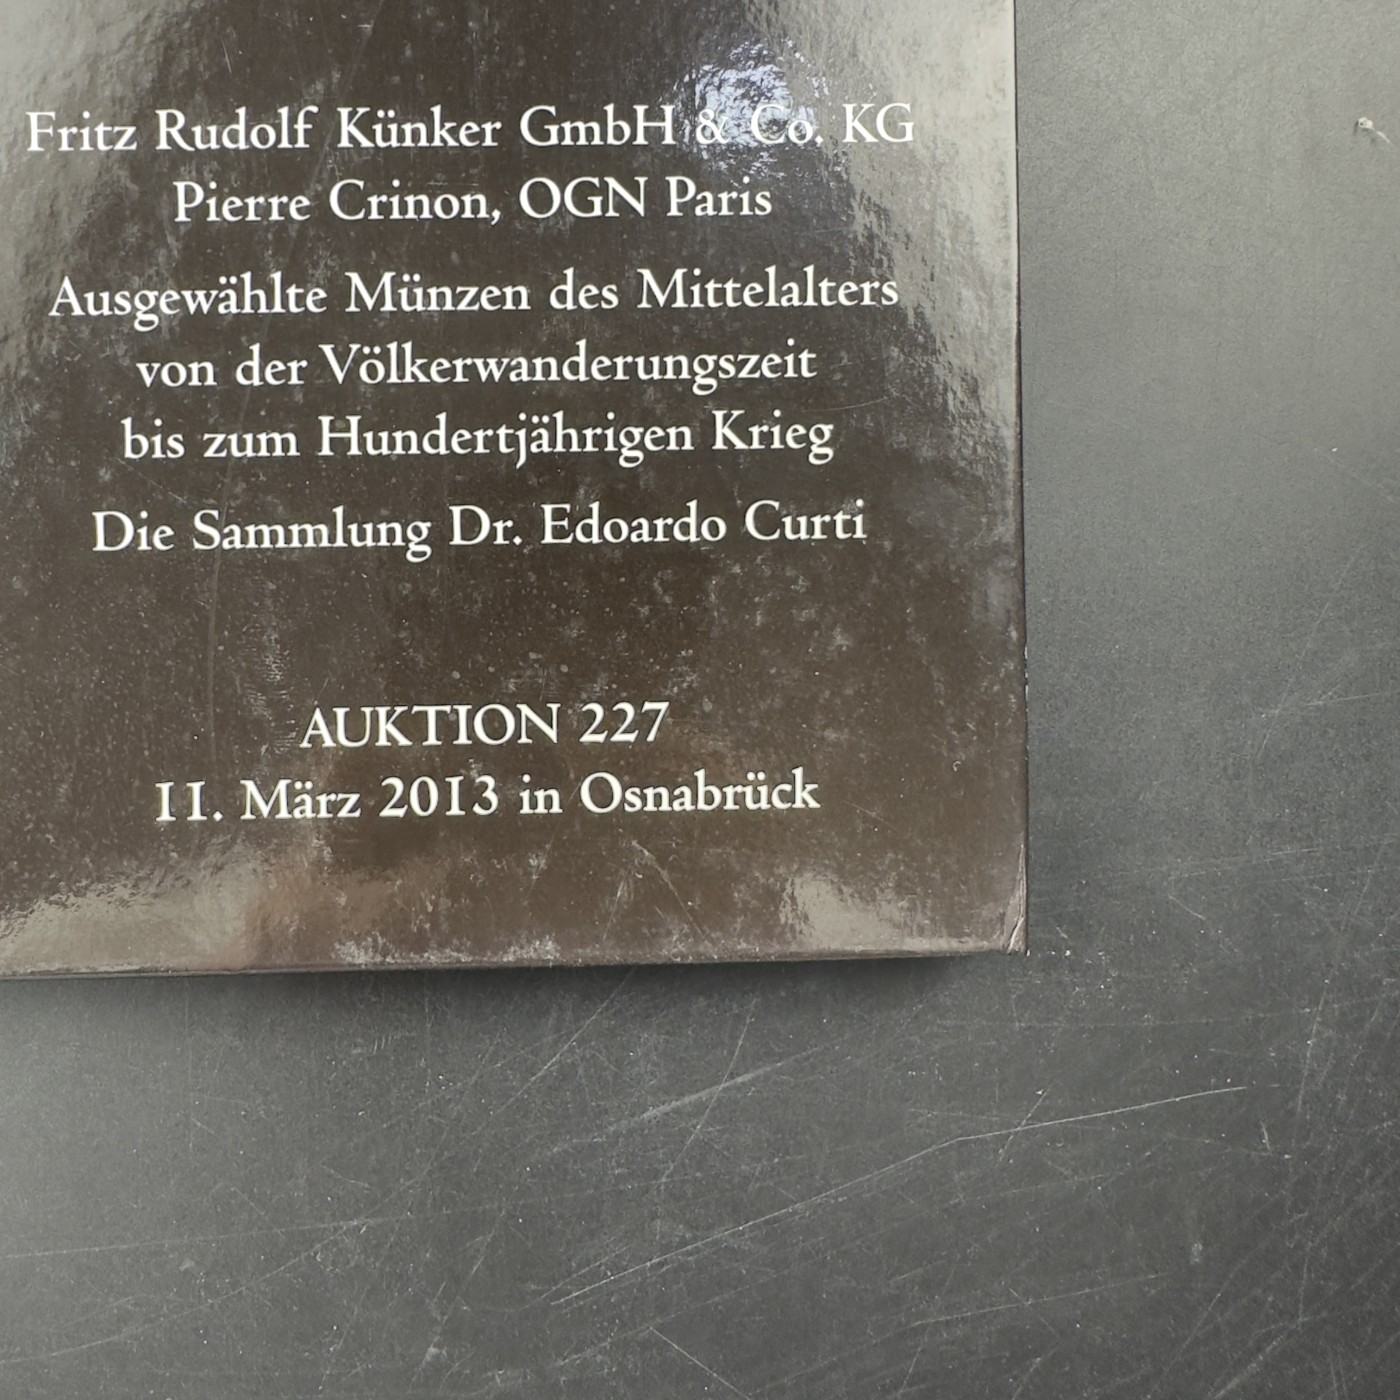 Fritz Rudolf Künker GmbH & Co. KG
Pierre Crinon, OGN Paris
Ausgewählte Münzen des Mittelalters
von der Völkerwanderungszeit
bis zum Hundertjährigen Krieg
Die Sammlung Dr. Edoardo Curti
AUKTION 227
11. März 2013 in Osnabrück